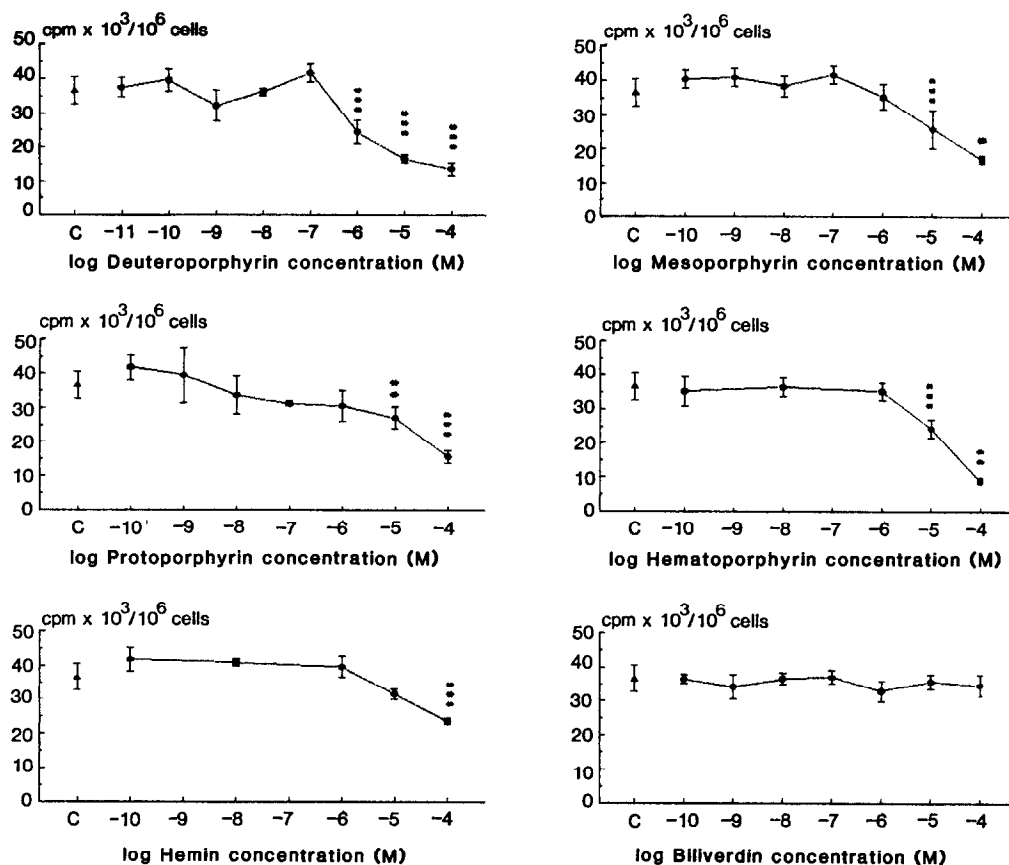 cpm x 10³/10⁶ cells
50
40
30
20
10
0
C -11 -10 -9 -8 -7 -6 -5 -4
log Deuteroporphyrin concentration (M)
***
***
***
cpm x 10³/10⁶ cells
50
40
30
20
10
0
C -10 -9 -8 -7 -6 -5 -4
log Mesoporphyrin concentration (M)
***
*
cpm x 10³/10⁶ cells
50
40
30
20
10
0
C -10 -9 -8 -7 -6 -5 -4
log Protoporphyrin concentration (M)
**
***
cpm x 10³/10⁶ cells
50
40
30
20
10
0
C -10 -9 -8 -7 -6 -5 -4
log Hematoporphyrin concentration (M)
***
**
cpm x 10³/10⁶ cells
50
40
30
20
10
0
C -10 -9 -8 -7 -6 -5 -4
log Hemin concentration (M)
***
cpm x 10³/10⁶ cells
50
40
30
20
10
0
C -10 -9 -8 -7 -6 -5 -4
log Biliverdin concentration (M)